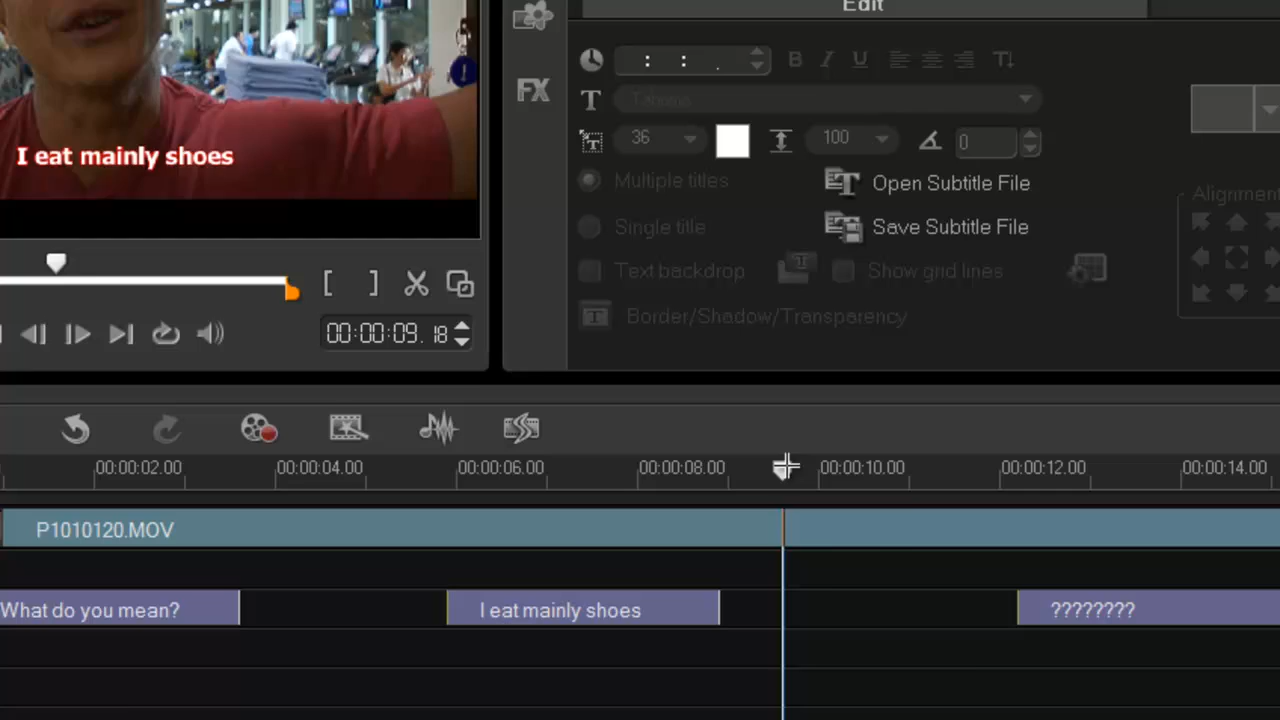 Edit
: : .
B I U
T Tahoma
36 100 0
I eat mainly shoes
Multiple titles
Open Subtitle File
Alignment
FX
Single title
Save Subtitle File
Text backdrop
Show grid lines
Border/Shadow/Transparency
[ ]
00:00:09. 18
00:00:02.00 00:00:04.00 00:00:06.00 00:00:08.00 00:00:10.00 00:00:12.00 00:00:14.00
P1010120.MOV
What do you mean? I eat mainly shoes ????????